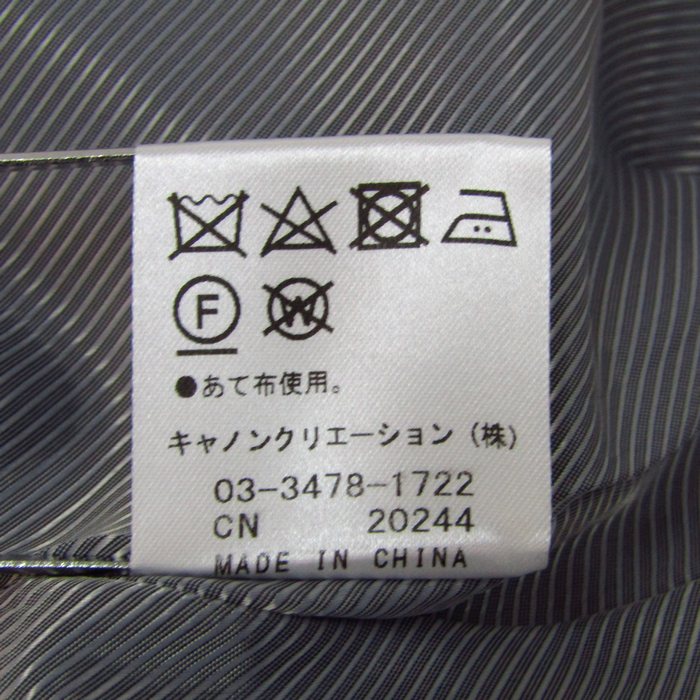 F W
●あて布使用。
キャノンクリエーション(株)
03-3478-1722
CN 20244
MADE IN CHINA